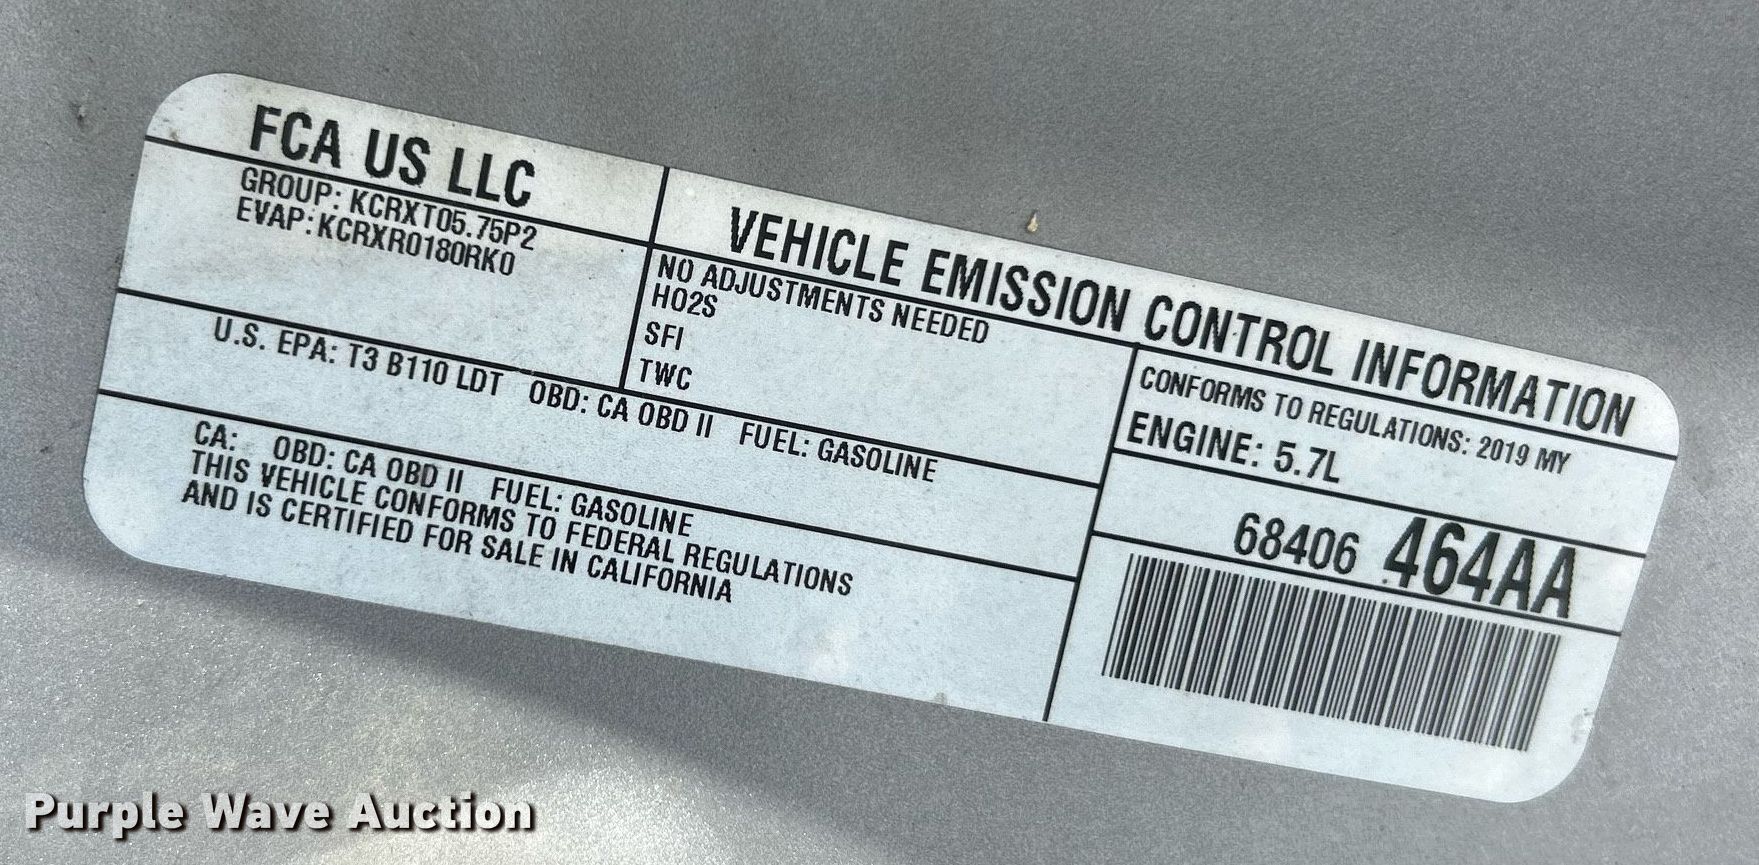 FCA US LLC
GROUP: KCRXT05.75P2
EVAP: KCRXR0180RK0
VEHICLE EMISSION CONTROL INFORMATION
NO ADJUSTMENTS NEEDED
HO2S
SFI
TWC
CONFORMS TO REGULATIONS: 2019 MY
ENGINE: 5.7L
U.S. EPA: T3 B110 LDT OBD: CA OBD II FUEL: GASOLINE
CA: OBD: CA OBD II FUEL: GASOLINE
THIS VEHICLE CONFORMS TO FEDERAL REGULATIONS
AND IS CERTIFIED FOR SALE IN CALIFORNIA
68406 464AA
Purple Wave Auction